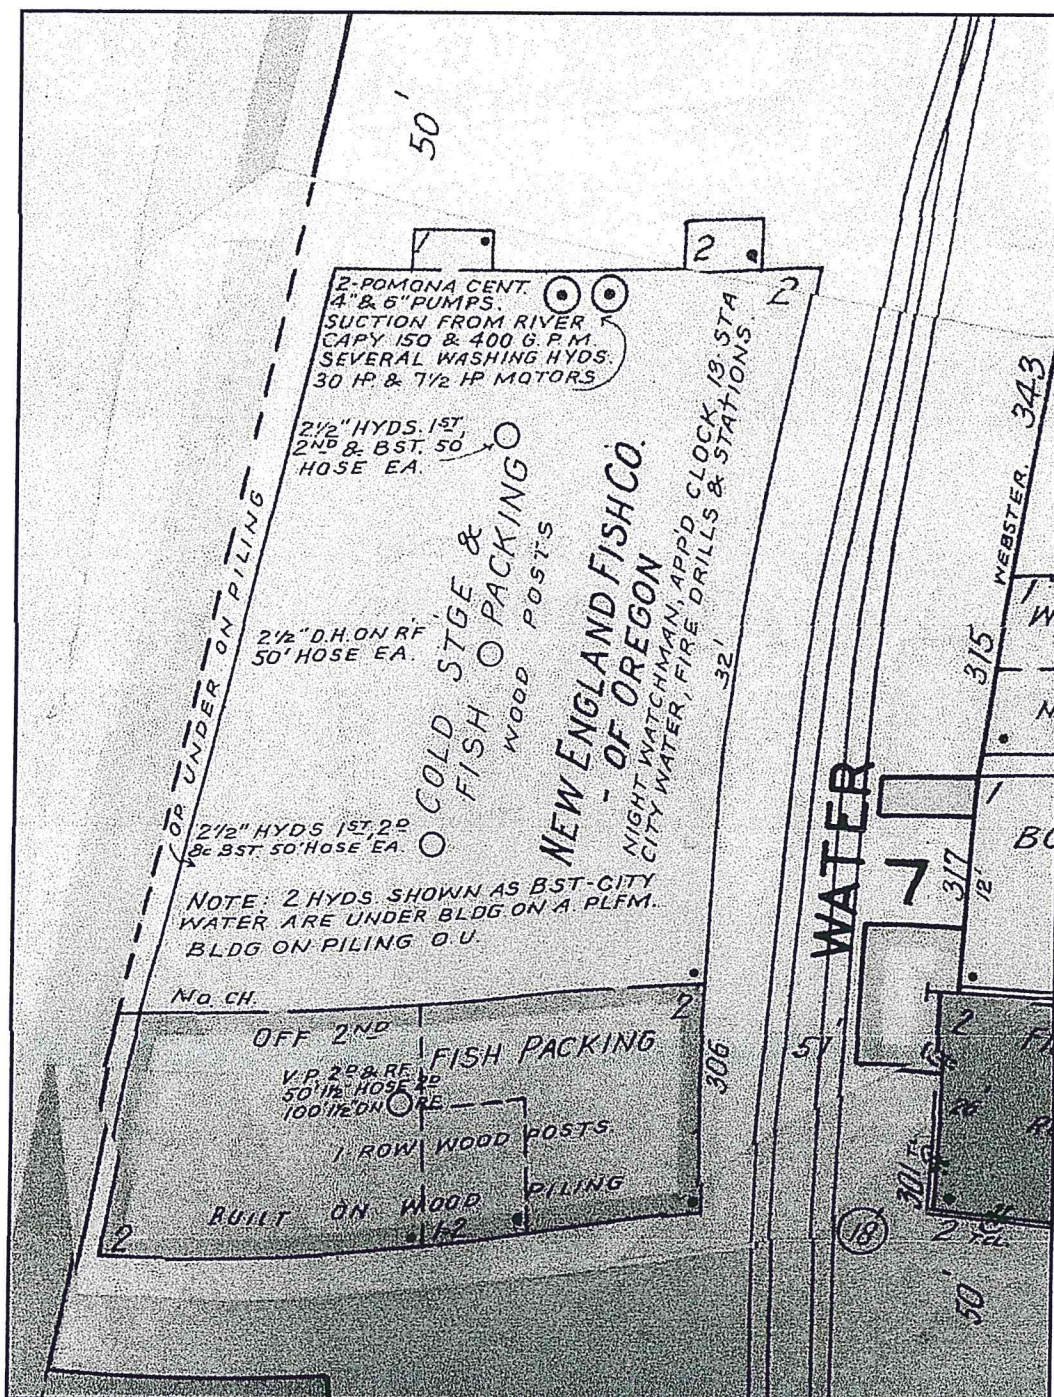 50'
1
2
2
2-POMONA CENT.
4" & 6" PUMPS.
SUCTION FROM RIVER
CAPY 150 & 400 G.P.M.
SEVERAL WASHING HYDS.
30 HP. & 7½ HP MOTORS
2½" HYDS. 1ST,
2ND & BST. 50'
HOSE EA.
COLD STGE &
FISH PACKING
WOOD POSTS
NEW ENGLAND FISH CO.
- OF OREGON
NIGHT WATCHMAN, APP'D CLOCK, 13 STA
CITY WATER, FIRE DRILLS & STATIONS.
32'
2½" D.H. ON RF
50' HOSE EA.
OP. UNDER ON PILING
2½" HYDS 1ST, 2D
& BST. 50' HOSE EA.
NOTE: 2 HYDS SHOWN AS BST-CITY
WATER ARE UNDER BLDG ON A PLFM.
BLDG ON PILING O.U.
NO CH.
OFF 2ND
FISH PACKING
2
V.P. 2D & RF
50' 1½" HOSE 2D
100' 1½" ON RF
1 ROW WOOD POSTS.
BUILT ON WOOD PILING
2
1-2
306
WATER
51'
343
WEBSTER.
315
1
W
M
1
BO
317
12'
7
2
26'
301
18
2
TEL.
50'